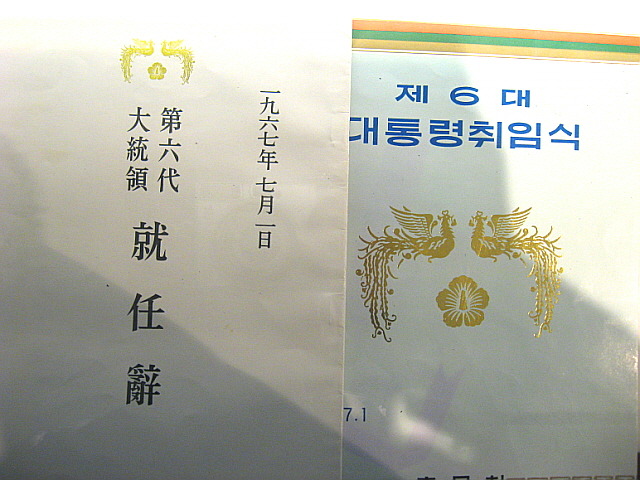 一九六七年七月一日
第六代
大統領
就任辭
제 6 대
대통령취임식
7.1